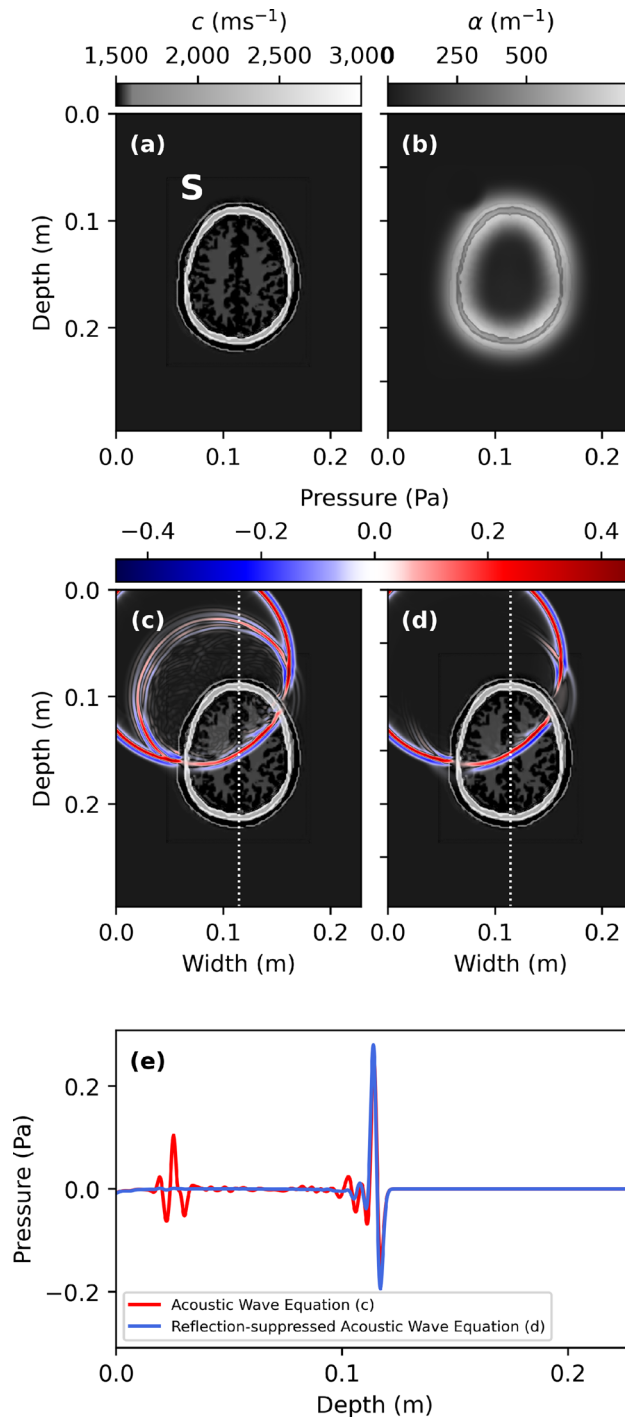 c (ms⁻¹) α (m⁻¹)
1,500 2,000 2,500 3,000 0 250 500
0.0
(a) (b)
S
0.1
Depth (m)
0.2
0.0 0.1 0.2 0.0 0.1 0.2
Pressure (Pa)
−0.4 −0.2 0.0 0.2 0.4
0.0
(c) (d)
0.1
Depth (m)
0.2
0.0 0.1 0.2 0.0 0.1 0.2
Width (m) Width (m)
(e)
0.2
Pressure (Pa)
0.0
−0.2
Acoustic Wave Equation (c)
Reflection-suppressed Acoustic Wave Equation (d)
0.0 0.1 0.2
Depth (m)